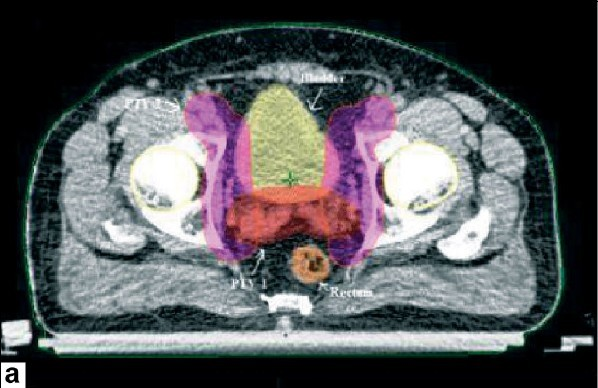 Bladder
PTV 2
PTV 1
Rectum
a